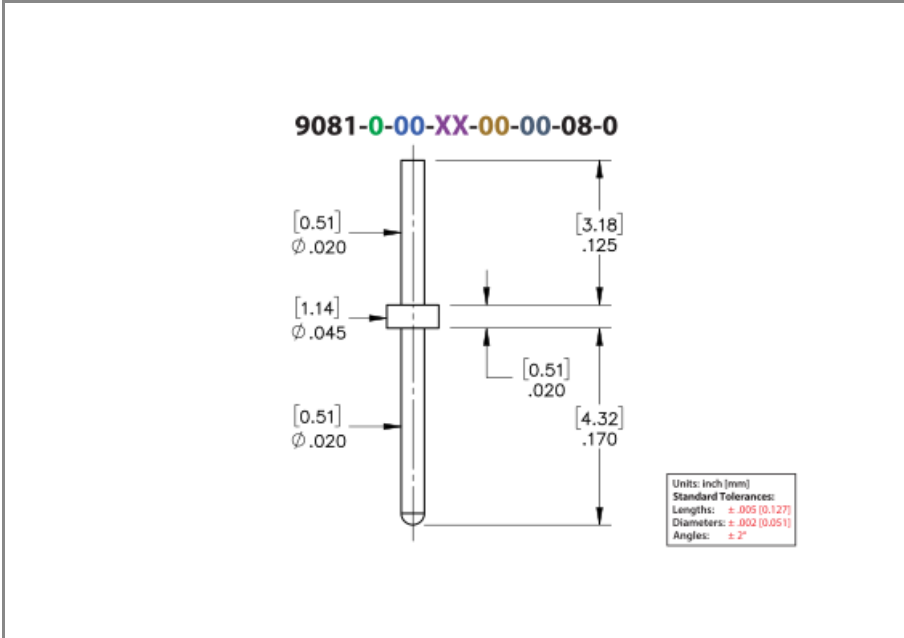 9081-0-00-XX-00-00-08-0
[0.51]
Ø.020
[3.18]
.125
[1.14]
Ø.045
[0.51]
.020
[0.51]
Ø.020
[4.32]
.170
Units: inch [mm]
Standard Tolerances:
Lengths: ± .005 [0.127]
Diameters: ± .002 [0.051]
Angles: ± 2°